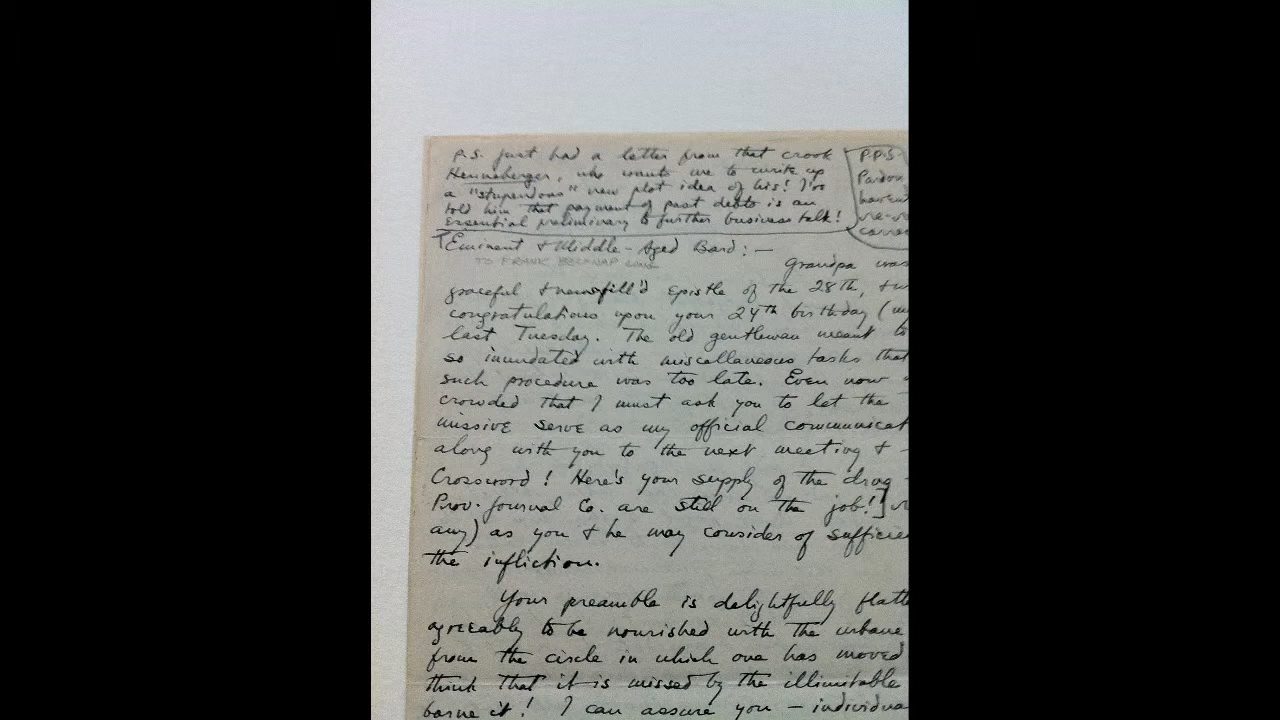 P.S. Just had a letter from that crook
Henneberger, who wants me to write up
a "stupendous" new plot idea of his! I've
told him that payment of past debts is an
essential preliminary to further business talk!
P.P.S.
Pardon
haven't
Eminent & Middle-Aged Bard:—
TO FRANK BELKNAP LONG
Grandpa was
graceful & newsfill'd epistle of the 28th, &
congratulations upon your 24th birthday (my
last Tuesday. The old gentleman meant to
so inundated with miscellaneous tasks that
such procedure was too late. Even now
crowded that I must ask you to let the
missive serve as my official communicat
along with you to the next meeting &
Crossword! Here's your supply of the drug
Prov. Journal Co. are still on the job!]
any) as you & he may consider of sufficie
the infliction.
Your preamble is delightfully flatt
agreeably to be nourished with the urbane
from the circle in which one has moved
think that it is missed by the illimitable
borne it! I can assure you — individua